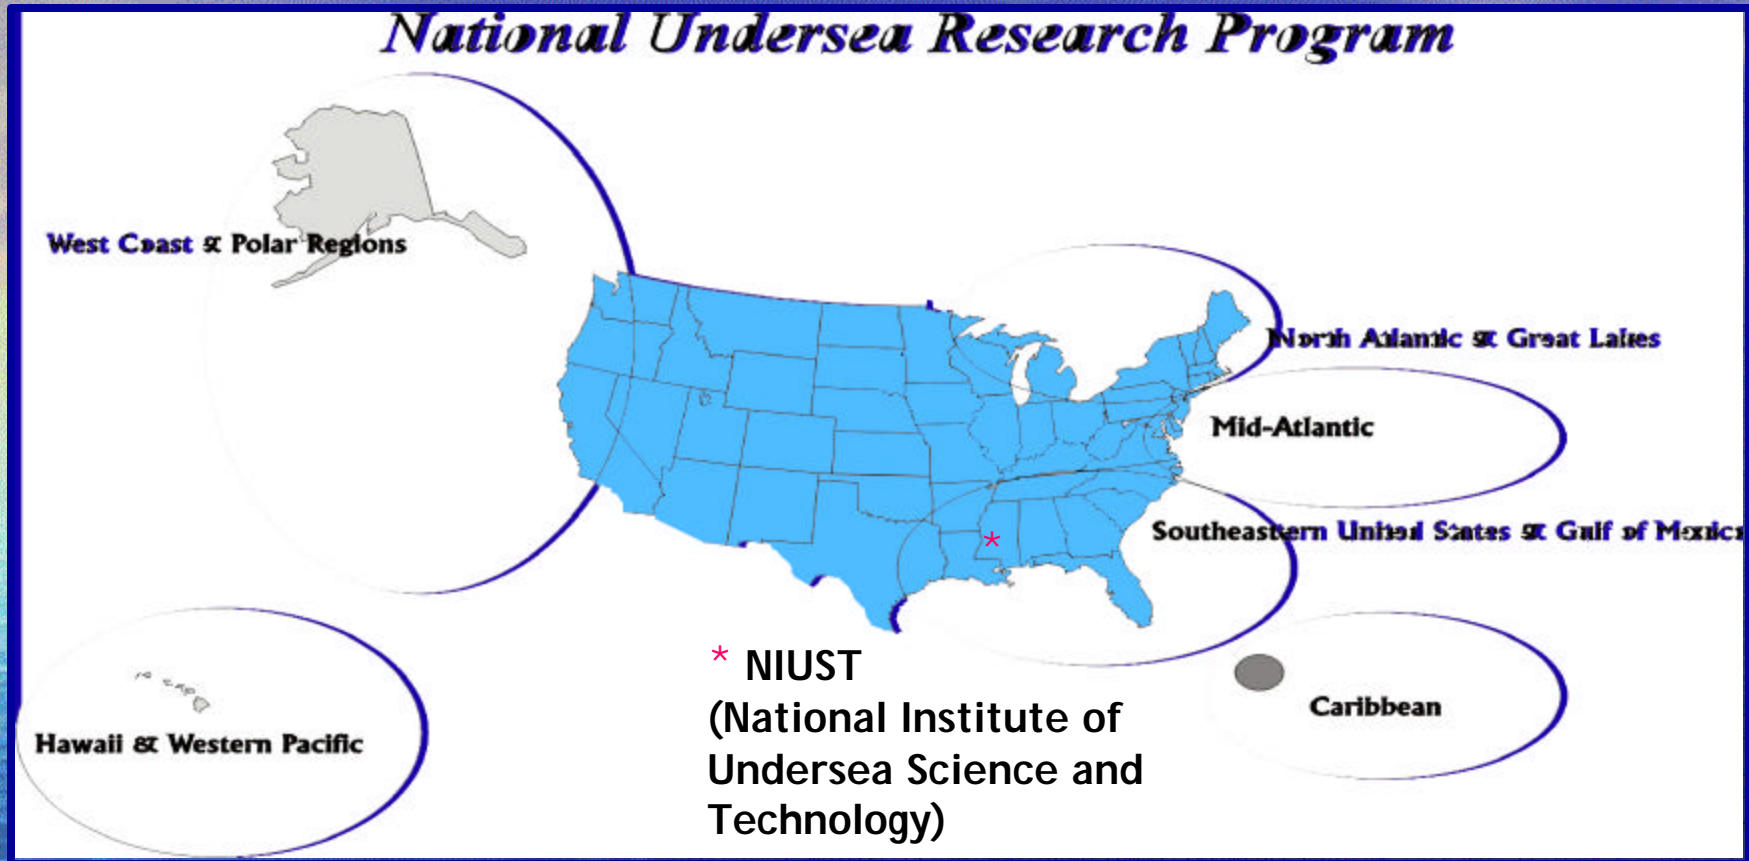 National Undersea Research Program
West Coast & Polar Regions
North Atlantic & Great Lakes
Mid-Atlantic
Southeastern United States & Gulf of Mexico
*
* NIUST
(National Institute of
Undersea Science and
Technology)
Caribbean
Hawaii & Western Pacific